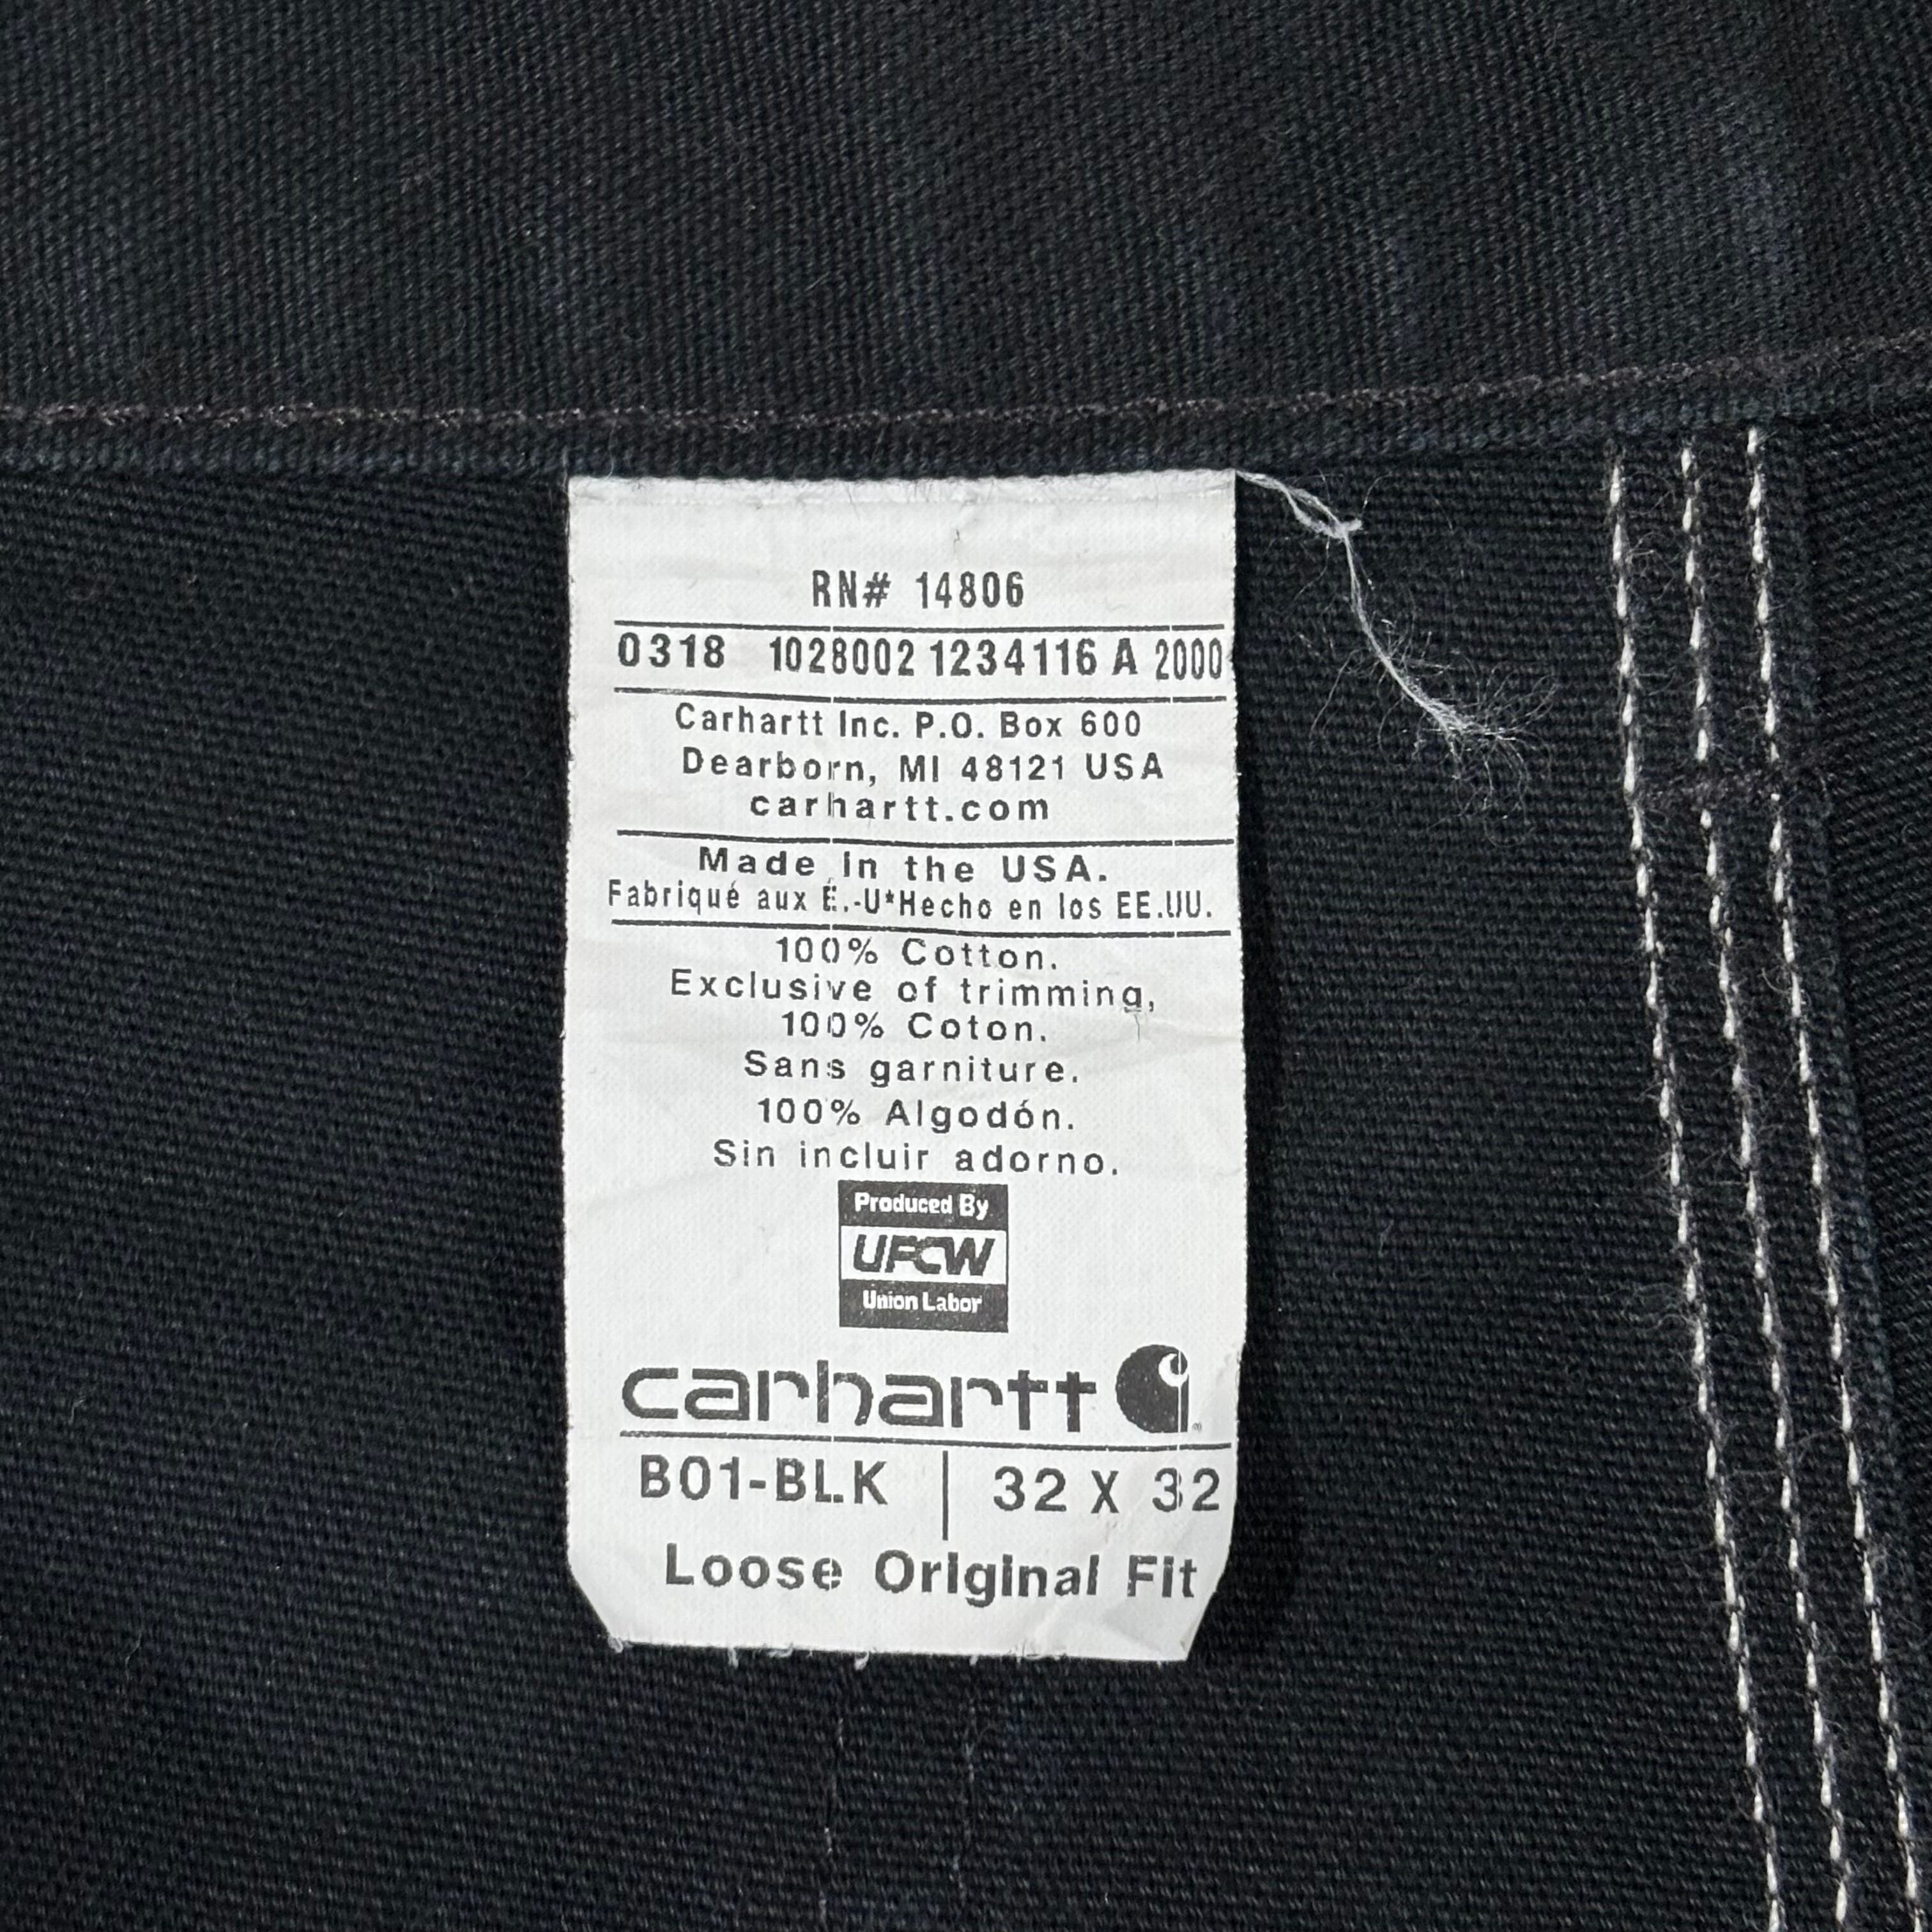 RN# 14806
0318 1028002 1234116 A 2000
Carhartt Inc. P.O. Box 600
Dearborn, MI 48121 USA
carhartt.com
Made In the USA.
Fabriqué aux É.-U*Hecho en los EE.UU.
100% Cotton.
Exclusive of trimming,
100% Coton.
Sans garniture.
100% Algodón.
Sin incluir adorno.
Produced By
UFCW
Union Labor
carhartt
B01-BLK | 32 X 32
Loose Original Fit